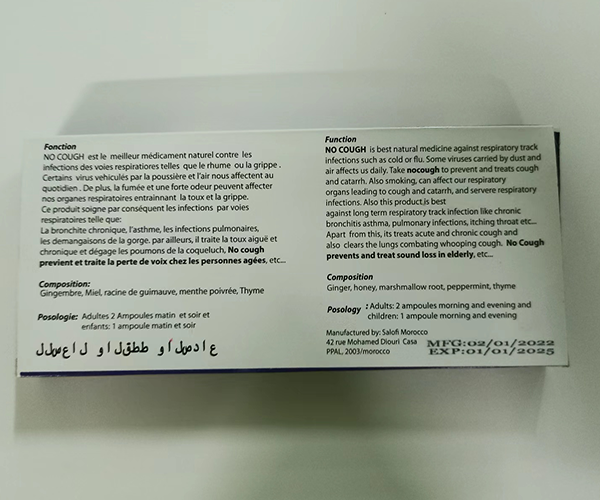 Fonction
NO COUGH est le meilleur médicament naturel contre les
infections des voies respiratiores telles que le rhume ou la grippe .
Certains virus véhiculés par la poussière et l'air nous affectent au
quotidien . De plus, la fumée et une forte odeur peuvent affecter
nos organes respiratoires entrainnant la toux et la grippe.
Ce produit soigne par conséquent les infections par voies
respiratoires telle que:
La bronchite chronique, l'asthme, les infections pulmonaires,
les demangaisons de la gorge. par ailleurs, il traite la toux aiguë et
chronique et dégage les poumons de la coqueluch, No cough
previent et traite la perte de voix chez les personnes agées, etc...
Composition:
Gingembre, Miel, racine de guimauve, menthe poivrée, Thyme
Posologie: Adultes 2 Ampoules matin et soir et
enfants: 1 ampoule matin et soir
للسعال والقطط والصداع
Function
NO COUGH is best natural medicine against respiratory track
infections such as cold or flu. Some viruses carried by dust and
air affects us daily. Take nocough to prevent and treats cough
and catarrh. Also smoking, can affect our respiratory
organs leading to cough and catarrh, and servere respiratory
infections. Also this product,is best
against long term respiratory track infection like chronic
bronchitis asthma, pulmonary infections, itching throat etc...
Apart from this, its treats acute and chronic cough and
also clears the lungs combating whooping cough. No Cough
prevents and treat sound loss in elderly, etc...
Composition
Ginger, honey, marshmallow root, peppermint, thyme
Posology : Adults: 2 ampoules morning and evening and
children: 1 ampoule morning and evening
Manufactured by: Salofi Morocco
42 rue Mohamed Diouri Casa
PPAL, 2003/morocco
MFG:02/01/2022
EXP:01/01/2025